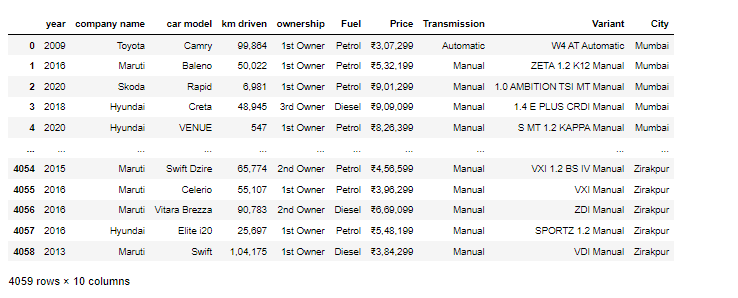 year company name car model km driven ownership Fuel Price Transmission Variant City
0 2009 Toyota Camry 99,864 1st Owner Petrol ₹3,07,299 Automatic W4 AT Automatic Mumbai
1 2016 Maruti Baleno 50,022 1st Owner Petrol ₹5,32,199 Manual ZETA 1.2 K12 Manual Mumbai
2 2020 Skoda Rapid 6,981 1st Owner Petrol ₹9,01,299 Manual 1.0 AMBITION TSI MT Manual Mumbai
3 2018 Hyundai Creta 48,945 3rd Owner Diesel ₹9,09,099 Manual 1.4 E PLUS CRDI Manual Mumbai
4 2020 Hyundai VENUE 547 1st Owner Petrol ₹8,26,399 Manual S MT 1.2 KAPPA Manual Mumbai
... ... ... ... ... ... ... ... ... ... ...
4054 2015 Maruti Swift Dzire 65,774 2nd Owner Petrol ₹4,56,599 Manual VXI 1.2 BS IV Manual Zirakpur
4055 2016 Maruti Celerio 55,107 1st Owner Petrol ₹3,96,299 Manual VXI Manual Zirakpur
4056 2016 Maruti Vitara Brezza 90,783 2nd Owner Diesel ₹6,69,099 Manual ZDI Manual Zirakpur
4057 2016 Hyundai Elite i20 25,697 1st Owner Petrol ₹5,48,199 Manual SPORTZ 1.2 Manual Zirakpur
4058 2013 Maruti Swift 1,04,175 1st Owner Diesel ₹3,84,299 Manual VDI Manual Zirakpur
4059 rows × 10 columns